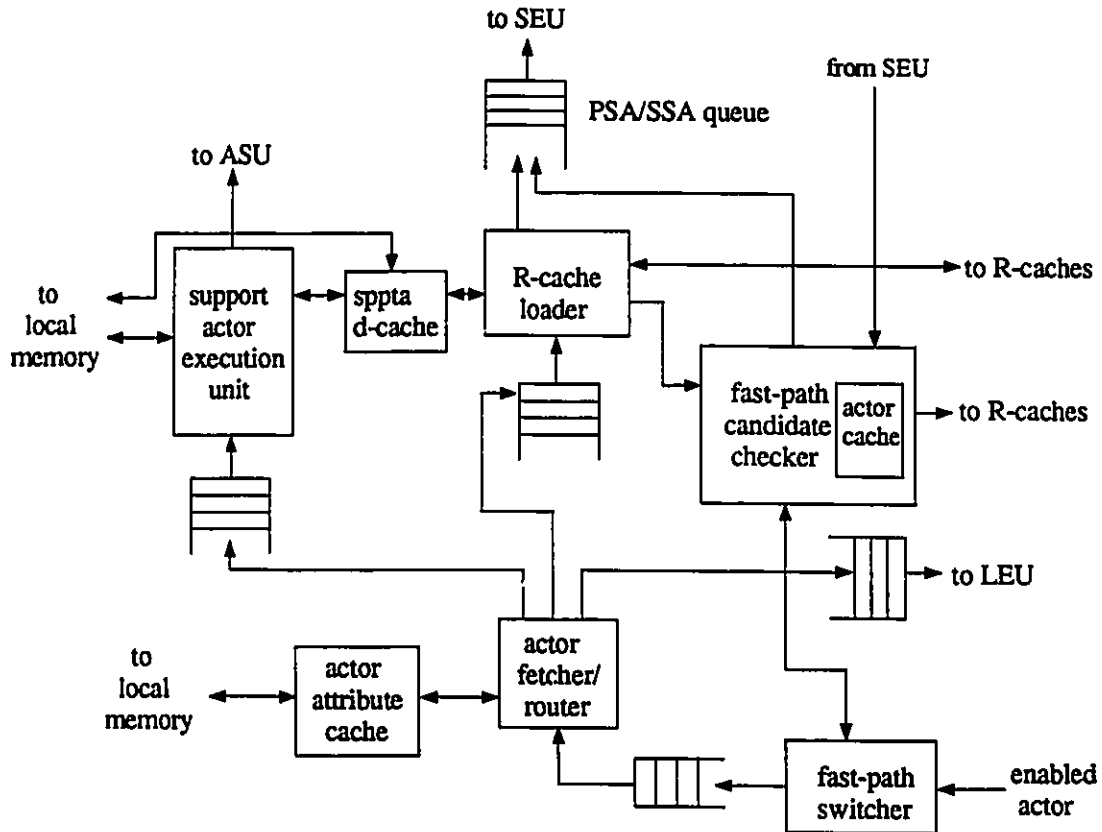 to SEU
from SEU
PSA/SSA queue
to ASU
to
local
memory
support
actor
execution
unit
sppta
d-cache
R-cache
loader
to R-caches
fast-path
candidate
checker
actor
cache
to R-caches
to LEU
to
local
memory
actor
attribute
cache
actor
fetcher/
router
fast-path
switcher
enabled
actor